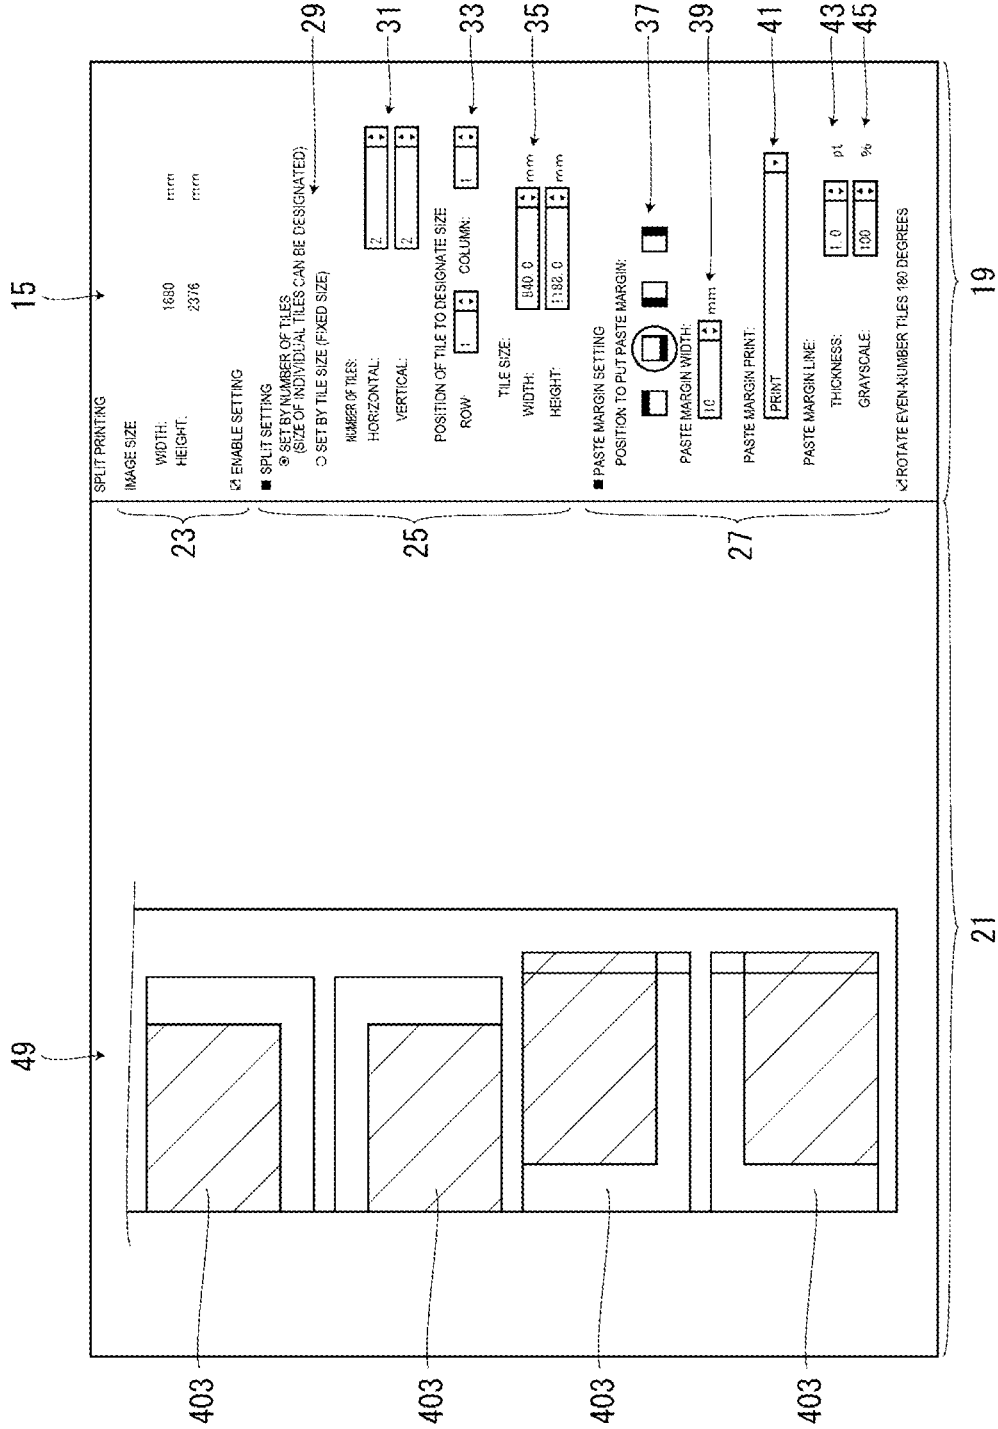 15
49
SPLIT PRINTING
IMAGE SIZE
WIDTH: 1880 mm
HEIGHT: 2376 mm
23
☑ ENABLE SETTING
■ SPLIT SETTING
◉ SET BY NUMBER OF TILES
(SIZE OF INDIVIDUAL TILES CAN BE DESIGNATED)
○ SET BY TILE SIZE (FIXED SIZE)
29
NUMBER OF TILES:
HORIZONTAL: 2
VERTICAL: 2
31
POSITION OF TILE TO DESIGNATE SIZE
ROW: 1 COLUMN: 1
33
TILE SIZE:
WIDTH: 840.0 mm
HEIGHT: 1188.0 mm
35
25
■ PASTE MARGIN SETTING
POSITION TO PUT PASTE MARGIN:
37
PASTE MARGIN WIDTH:
10 mm
39
PASTE MARGIN PRINT:
PRINT
41
PASTE MARGIN LINE:
THICKNESS: 1.0 pt
43
GRAYSCALE: 100 %
45
27
☑ ROTATE EVEN-NUMBER TILES 180 DEGREES
403
403
403
403
21
19